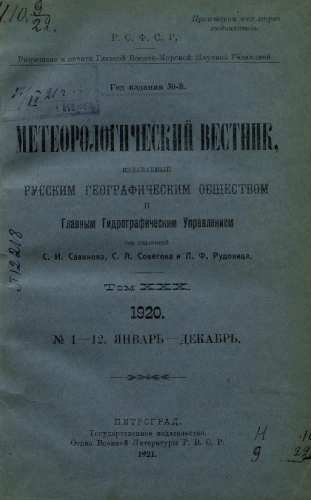 Пролетарии всех стран
соединяйтесь.
Р. С. Ф. С. Р.
Разрешено к печати Главной Военно-Морской Научной Редакцией.
Год издания 30-й.
МЕТЕОРОЛОГИЧЕСКИЙ ВЕСТНИК,
ИЗДАВАЕМЫЙ
РУССКИМ ГЕОГРАФИЧЕСКИМ ОБЩЕСТВОМ
И
Главным Гидрографическим Управлением
под редакцией
С. И. Савинова, С. А. Советова и Л. Ф. Рудовица.
Том XXX.
1920.
№ 1—12. ЯНВАРЬ—ДЕКАБРЬ.
П 12218
ПЕТРОГРАД.
Государственное издательство.
Отдел Военной Литературы Р. В. С. Р.
1921.